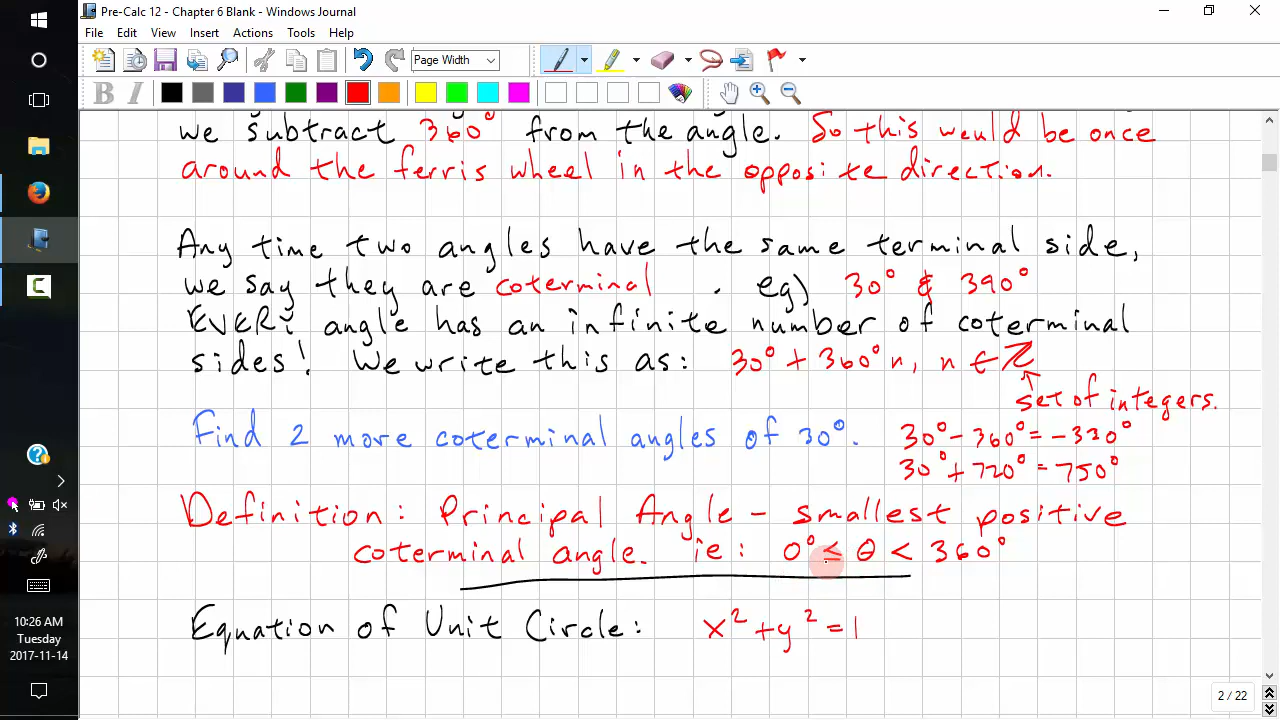 Pre-Calc 12 - Chapter 6 Blank - Windows Journal
File Edit View Insert Actions Tools Help
Page Width
B I
we subtract 360° from the angle. So this would be once
around the ferris wheel in the opposite direction.
Any time two angles have the same terminal side,
we say they are coterminal . eg) 30° & 390°
EVERY angle has an infinite number of coterminal
sides! We write this as: 30° + 360° n, n ∈ ℤ
set of integers.
Find 2 more coterminal angles of 30°. 30° - 360° = -330°
30° + 720° = 750°
Definition: Principal Angle - smallest positive
coterminal angle. ie: 0° ≤ θ < 360°
Equation of Unit Circle: x² + y² = 1
10:26 AM
Tuesday
2017-11-14
2 / 22